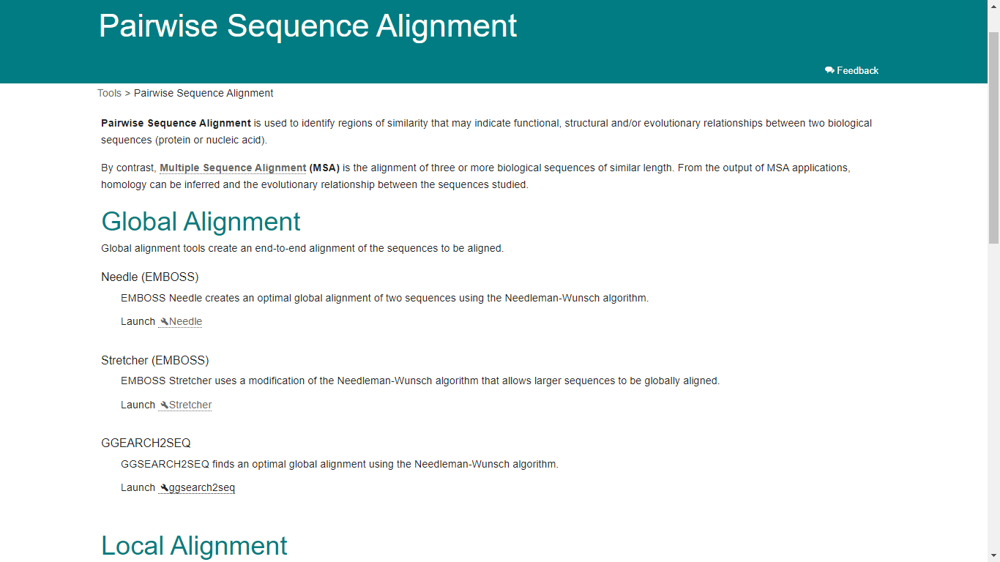 Pairwise Sequence Alignment
Feedback
Tools > Pairwise Sequence Alignment
Pairwise Sequence Alignment is used to identify regions of similarity that may indicate functional, structural and/or evolutionary relationships between two biological
sequences (protein or nucleic acid).
By contrast, Multiple Sequence Alignment (MSA) is the alignment of three or more biological sequences of similar length. From the output of MSA applications,
homology can be inferred and the evolutionary relationship between the sequences studied.
Global Alignment
Global alignment tools create an end-to-end alignment of the sequences to be aligned.
Needle (EMBOSS)
EMBOSS Needle creates an optimal global alignment of two sequences using the Needleman-Wunsch algorithm.
Launch Needle
Stretcher (EMBOSS)
EMBOSS Stretcher uses a modification of the Needleman-Wunsch algorithm that allows larger sequences to be globally aligned.
Launch Stretcher
GGEARCH2SEQ
GGSEARCH2SEQ finds an optimal global alignment using the Needleman-Wunsch algorithm.
Launch ggsearch2seq
Local Alignment